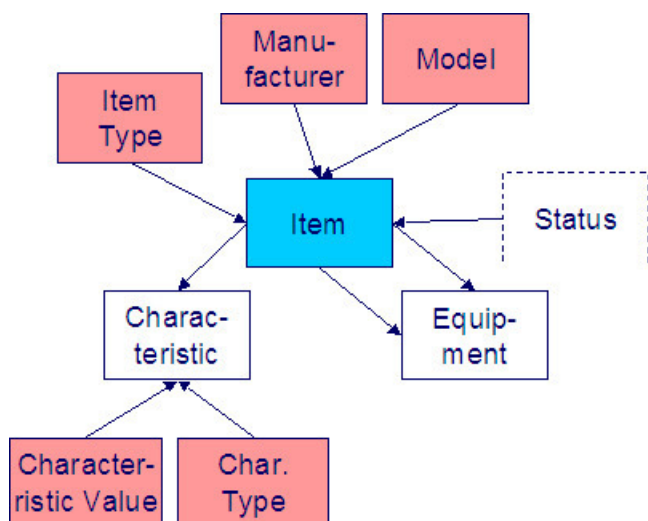 Manu-
facturer
Model
Item
Type
Item
Status
Charac-
teristic
Equip-
ment
Character-
ristic Value
Char.
Type